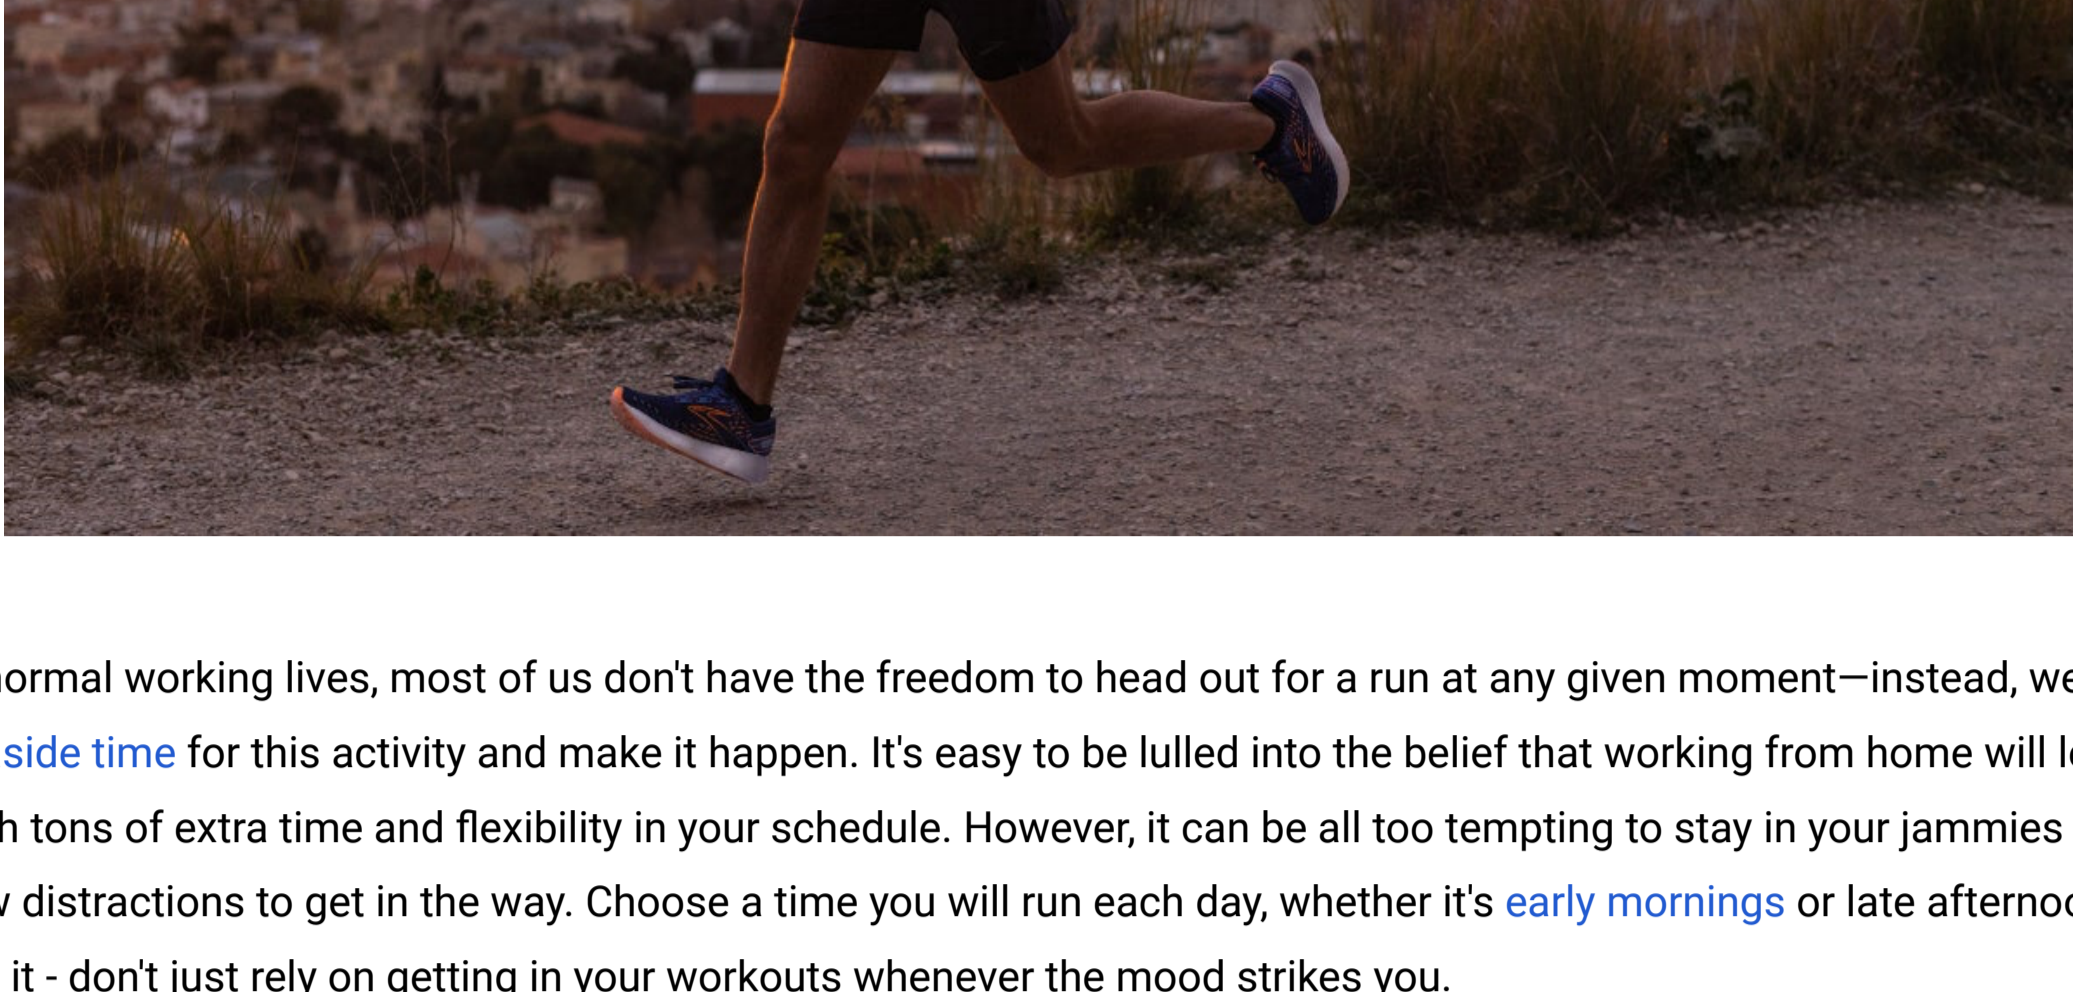 normal working lives, most of us don't have the freedom to head out for a run at any given moment—instead, we
side time for this activity and make it happen. It's easy to be lulled into the belief that working from home will
tons of extra time and flexibility in your schedule. However, it can be all too tempting to stay in your jammies
distractions to get in the way. Choose a time you will run each day, whether it's early mornings or late
it - don't just rely on getting in your workouts whenever the mood strikes you.